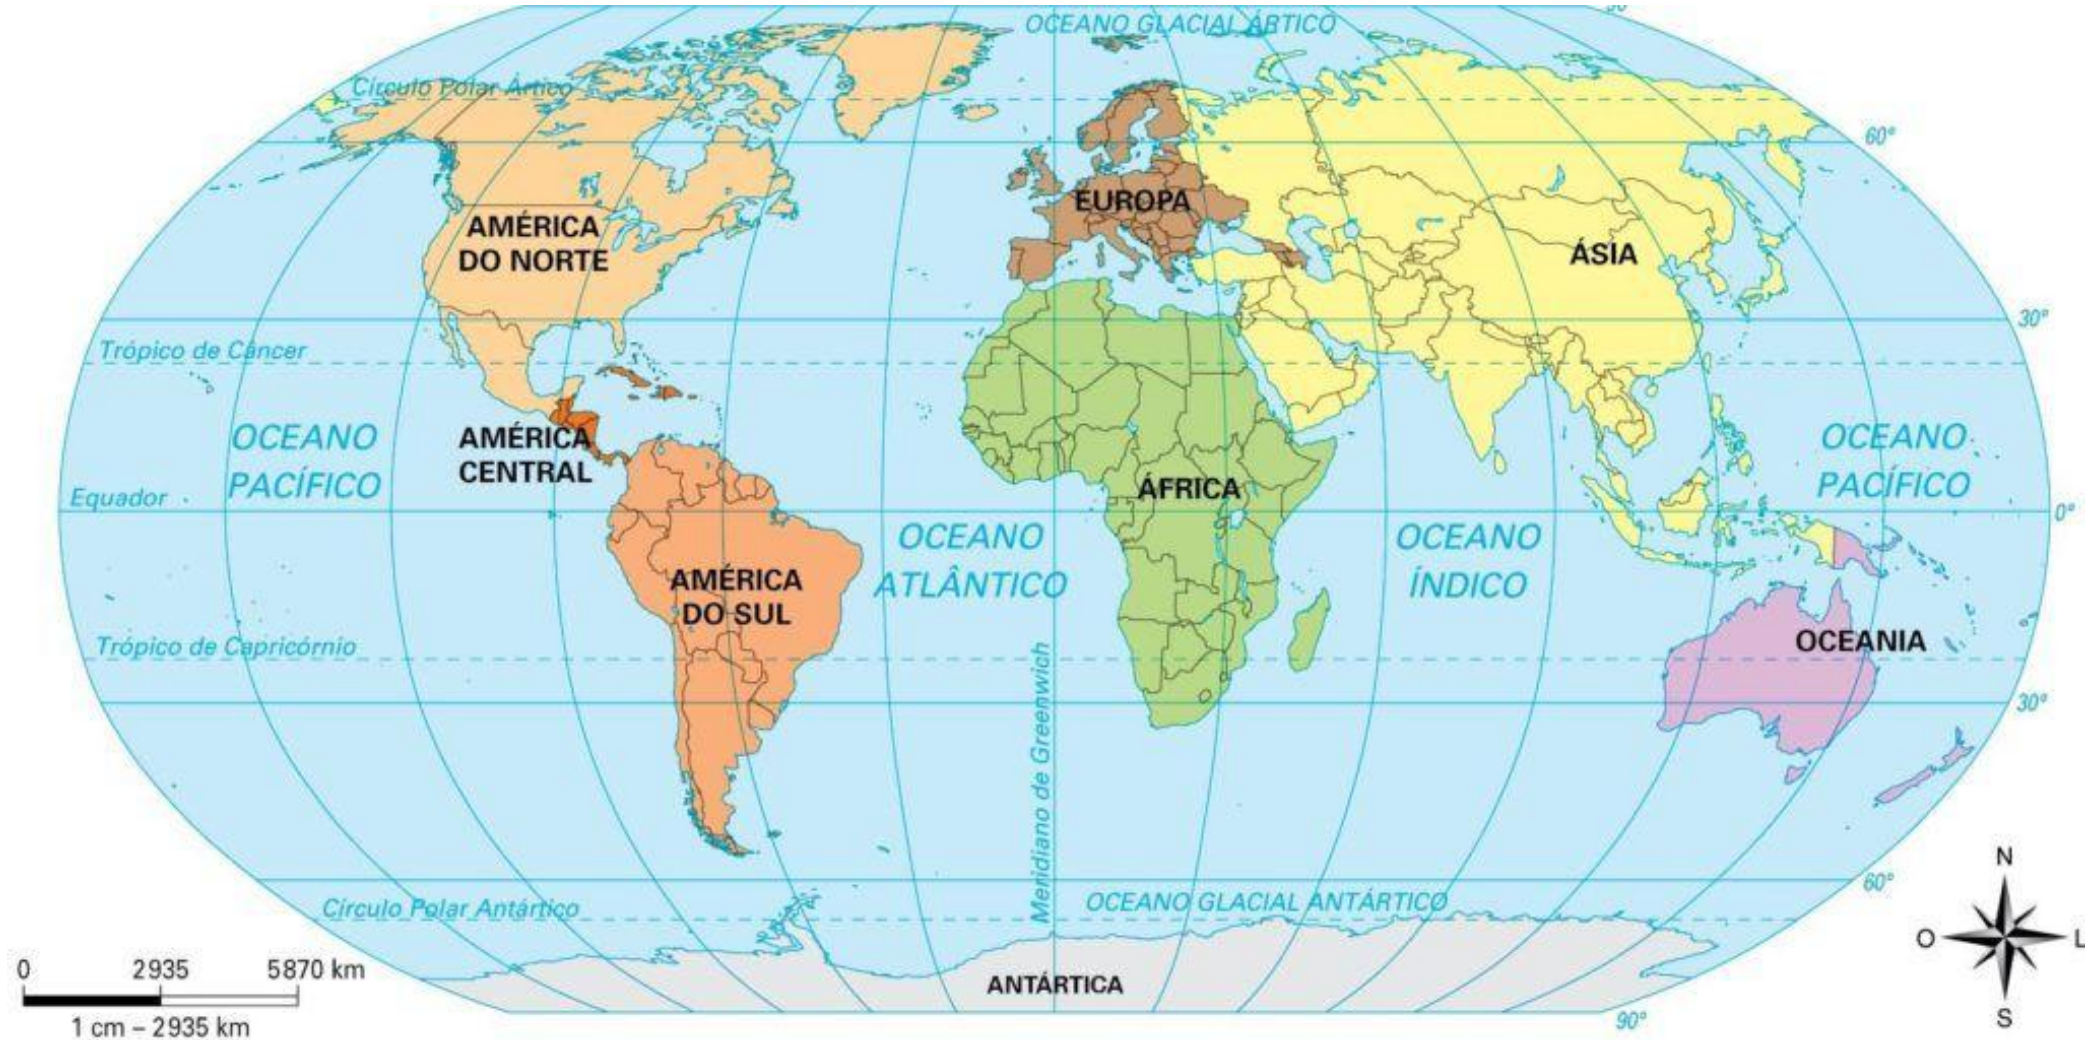 90°
OCEANO GLACIAL ÁRTICO
Círculo Polar Ártico
60°
EUROPA
AMÉRICA
DO NORTE
ÁSIA
30°
Trópico de Câncer
OCEANO
PACÍFICO
AMÉRICA
CENTRAL
OCEANO
PACÍFICO
ÁFRICA
Equador
0°
OCEANO
ATLÂNTICO
OCEANO
ÍNDICO
AMÉRICA
DO SUL
OCEANIA
Trópico de Capricórnio
Meridiano de Greenwich
30°
60°
Círculo Polar Antártico
OCEANO GLACIAL ANTÁRTICO
ANTÁRTICA
90°
N
O
L
S
0 2935 5870 km
1 cm – 2935 km